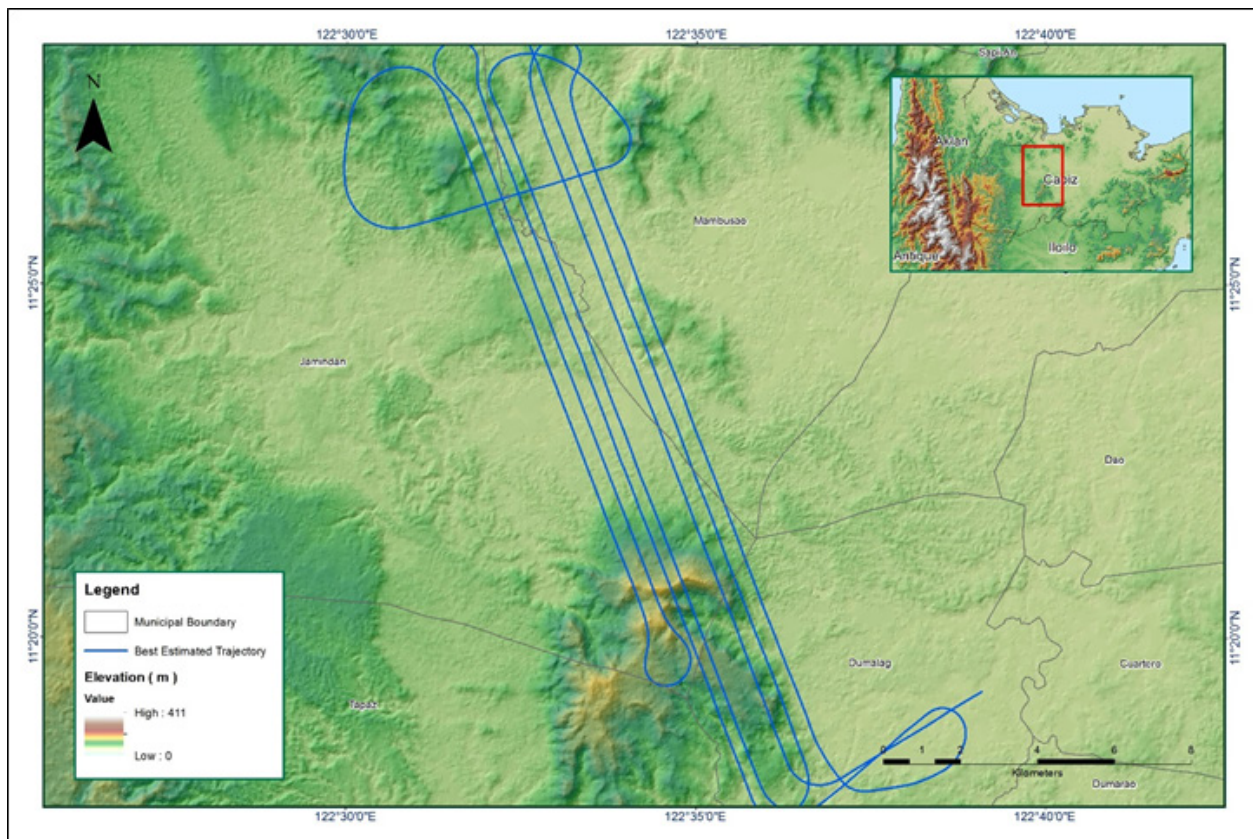 122°30'0"E
122°35'0"E
122°40'0"E
Sapi An
N
Aklan
Capiz
Iloilo
Antique
Mambusao
11°25'0"N
11°25'0"N
Jamindan
Dao
Legend
Municipal Boundary
Best Estimated Trajectory
Elevation ( m )
Value
High : 411
Low : 0
11°20'0"N
11°20'0"N
Dumalag
Cuartero
Tapaz
0 1 2 4 6 8
Kilometers
Dumarao
122°30'0"E
122°35'0"E
122°40'0"E